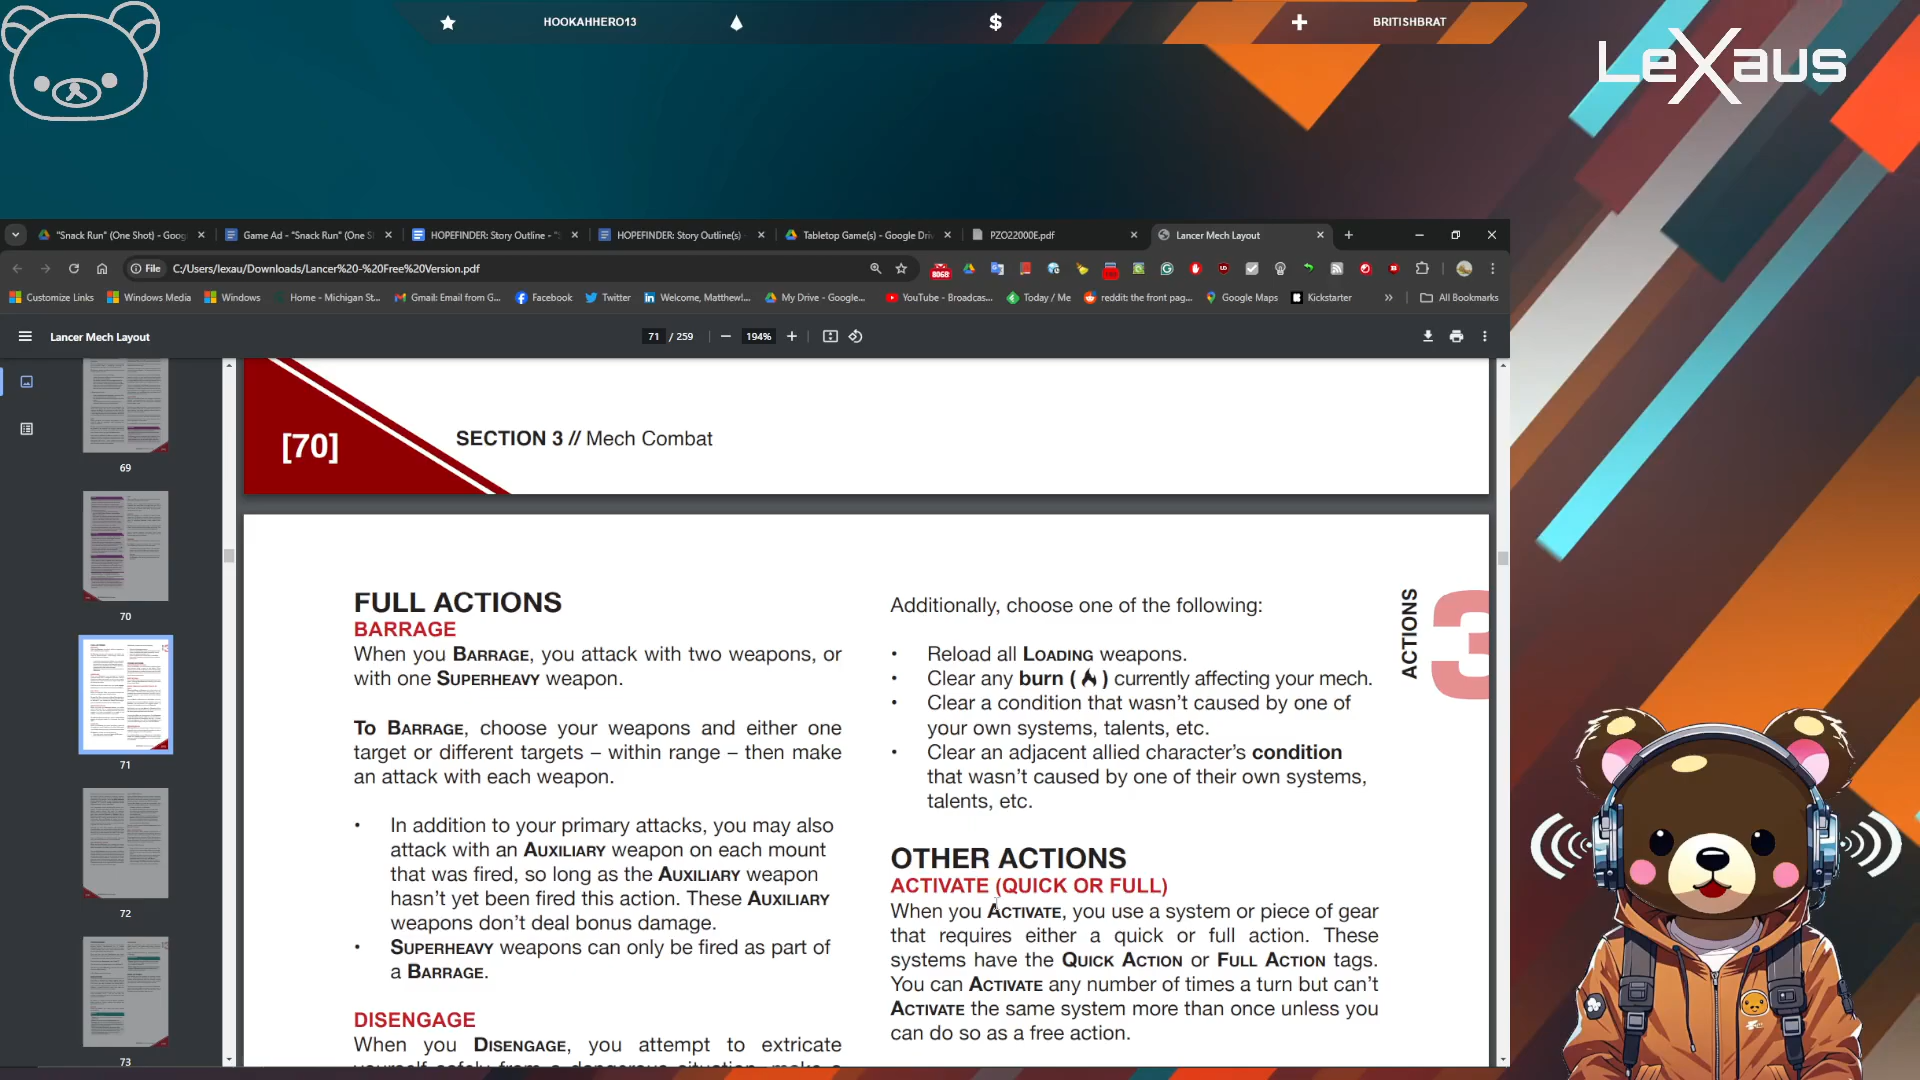 HOOKAHHERO13
$
BRITISHBRAT
LeXaus
"Snack Run" (One Shot) - Goog
Game Ad - "Snack Run" (One S
HOPEFINDER: Story Outline - "S
HOPEFINDER: Story Outline(s)
Tabletop Game(s) - Google Driv
PZO22000E.pdf
Lancer Mech Layout
File
C:/Users/lexau/Downloads/Lancer%20-%20Free%20Version.pdf
Customize Links
Windows Media
Windows
Home - Michigan St...
Gmail: Email from G...
Facebook
Twitter
Welcome, Matthew!...
My Drive - Google...
YouTube - Broadcas...
Today / Me
reddit: the front pag...
Google Maps
Kickstarter
All Bookmarks
Lancer Mech Layout
71 / 259
194%
69
70
71
72
73
[70]
SECTION 3 // Mech Combat
FULL ACTIONS
BARRAGE
When you BARRAGE, you attack with two weapons, or
with one SUPERHEAVY weapon.
To BARRAGE, choose your weapons and either one
target or different targets – within range – then make
an attack with each weapon.
• In addition to your primary attacks, you may also
attack with an AUXILIARY weapon on each mount
that was fired, so long as the AUXILIARY weapon
hasn't yet been fired this action. These AUXILIARY
weapons don't deal bonus damage.
• SUPERHEAVY weapons can only be fired as part of
a BARRAGE.
DISENGAGE
When you DISENGAGE, you attempt to extricate
Additionally, choose one of the following:
• Reload all LOADING weapons.
• Clear any burn ( ) currently affecting your mech.
• Clear a condition that wasn't caused by one of
your own systems, talents, etc.
• Clear an adjacent allied character's condition
that wasn't caused by one of their own systems,
talents, etc.
OTHER ACTIONS
ACTIVATE (QUICK OR FULL)
When you ACTIVATE, you use a system or piece of gear
that requires either a quick or full action. These
systems have the QUICK ACTION or FULL ACTION tags.
You can ACTIVATE any number of times a turn but can't
ACTIVATE the same system more than once unless you
can do so as a free action.
ACTIONS
3